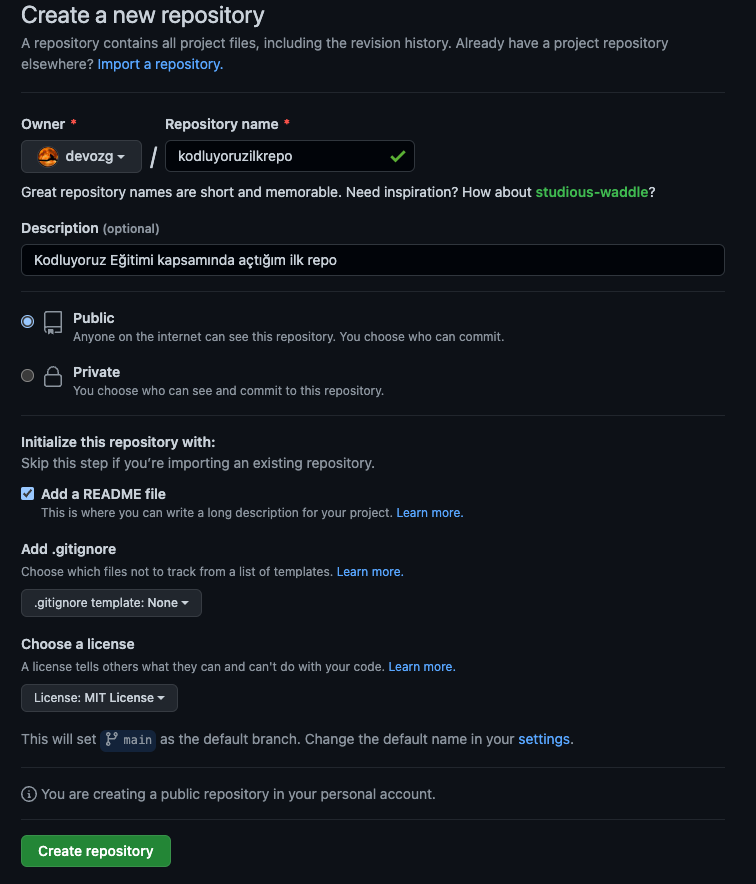 Create a new repository
A repository contains all project files, including the revision history. Already have a project repository
elsewhere? Import a repository.
Owner * Repository name *
devozg / kodluyoruzilkrepo
Great repository names are short and memorable. Need inspiration? How about studious-waddle?
Description (optional)
Kodluyoruz Eğitimi kapsamında açtığım ilk repo
Public
Anyone on the internet can see this repository. You choose who can commit.
Private
You choose who can see and commit to this repository.
Initialize this repository with:
Skip this step if you're importing an existing repository.
Add a README file
This is where you can write a long description for your project. Learn more.
Add .gitignore
Choose which files not to track from a list of templates. Learn more.
.gitignore template: None
Choose a license
A license tells others what they can and can't do with your code. Learn more.
License: MIT License
This will set main as the default branch. Change the default name in your settings.
You are creating a public repository in your personal account.
Create repository